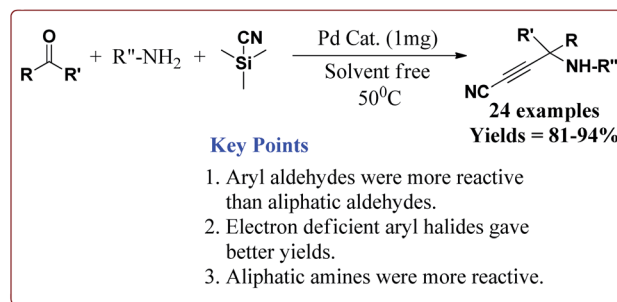 O
R R' + R"-NH₂ + CN Si
Pd Cat. (1mg)
Solvent free
50⁰C
R' R
NH-R"
NC
24 examples
Yields = 81-94%
Key Points
1. Aryl aldehydes were more reactive
than aliphatic aldehydes.
2. Electron deficient aryl halides gave
better yields.
3. Aliphatic amines were more reactive.